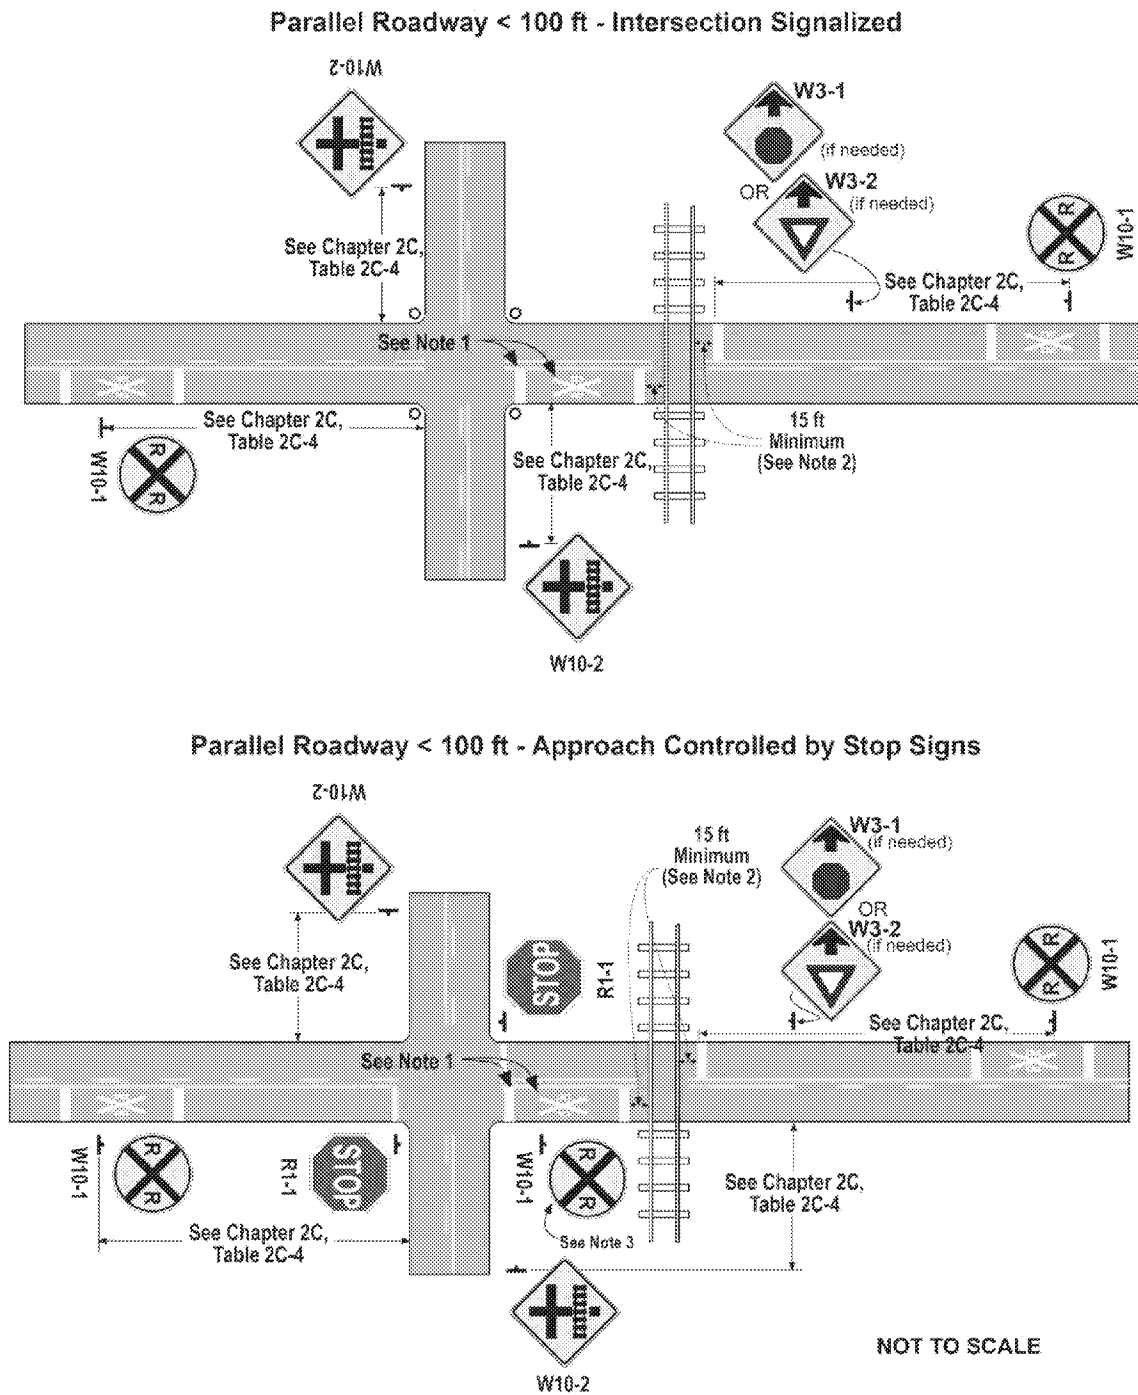 Parallel Roadway < 100 ft - Intersection Signalized
W10-2
W3-1
(if needed)
OR
W3-2
(if needed)
R
R
W10-1
See Chapter 2C,
Table 2C-4
See Chapter 2C,
Table 2C-4
See Note 1
See Chapter 2C,
Table 2C-4
15 ft
Minimum
(See Note 2)
W10-1
R
R
See Chapter 2C,
Table 2C-4
W10-2
Parallel Roadway < 100 ft - Approach Controlled by Stop Signs
W10-2
15 ft
Minimum
(See Note 2)
W3-1
(if needed)
OR
W3-2
(if needed)
R
R
W10-1
See Chapter 2C,
Table 2C-4
STOP
R1-1
See Chapter 2C,
Table 2C-4
See Note 1
W10-1
R
R
R1-1
STOP
W10-1
R
R
See Note 3
See Chapter 2C,
Table 2C-4
See Chapter 2C,
Table 2C-4
W10-2
NOT TO SCALE